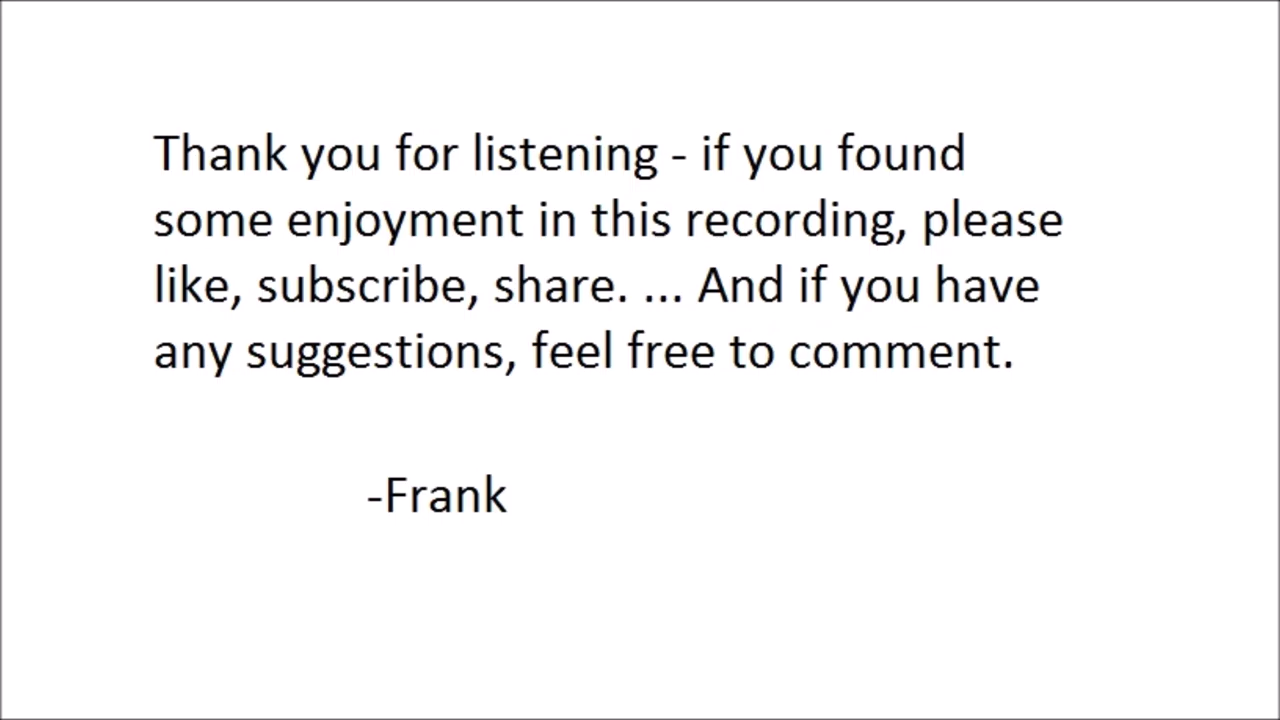 Thank you for listening - if you found
some enjoyment in this recording, please
like, subscribe, share. ... And if you have
any suggestions, feel free to comment.
-Frank